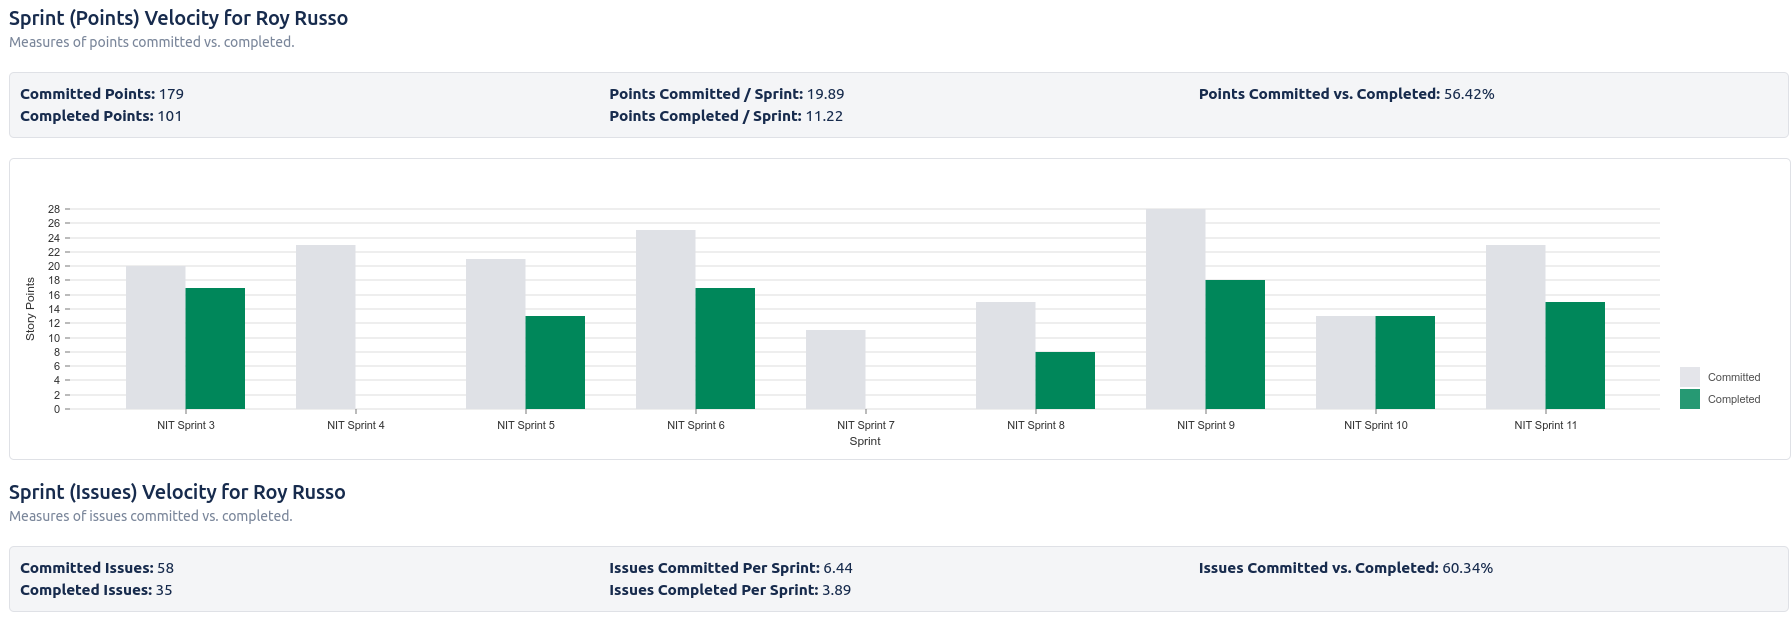 Sprint (Points) Velocity for Roy Russo
Measures of points committed vs. completed.
Committed Points: 179
Completed Points: 101
Points Committed / Sprint: 19.89
Points Completed / Sprint: 11.22
Points Committed vs. Completed: 56.42%
Story Points
28
26
24
22
20
18
16
14
12
10
8
6
4
2
0
NIT Sprint 3
NIT Sprint 4
NIT Sprint 5
NIT Sprint 6
NIT Sprint 7
NIT Sprint 8
NIT Sprint 9
NIT Sprint 10
NIT Sprint 11
Sprint
Committed
Completed
Sprint (Issues) Velocity for Roy Russo
Measures of issues committed vs. completed.
Committed Issues: 58
Completed Issues: 35
Issues Committed Per Sprint: 6.44
Issues Completed Per Sprint: 3.89
Issues Committed vs. Completed: 60.34%